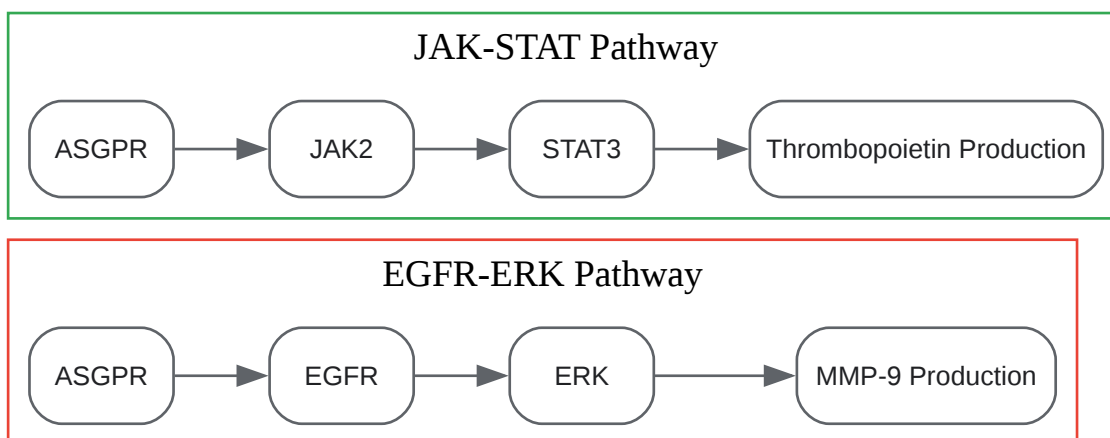 JAK-STAT Pathway
ASGPR
JAK2
STAT3
Thrombopoietin Production
EGFR-ERK Pathway
ASGPR
EGFR
ERK
MMP-9 Production